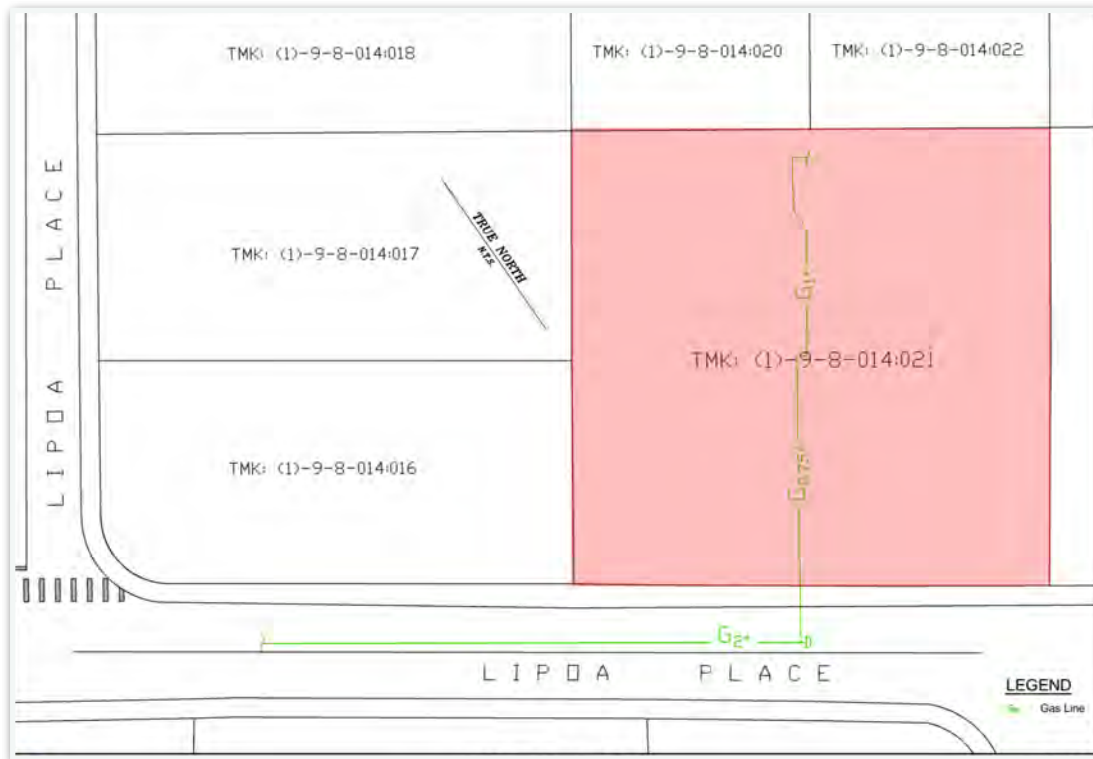 TMK: (1)-9-8-014:018
TMK: (1)-9-8-014:020
TMK: (1)-9-8-014:022
LIPOA PLACE
TRUE NORTH
N.T.S.
TMK: (1)-9-8-014:017
G1"
TMK: (1)-9-8-014:021
TMK: (1)-9-8-014:016
G0.75"
G2"
LIPOA PLACE
LEGEND
Gas Line